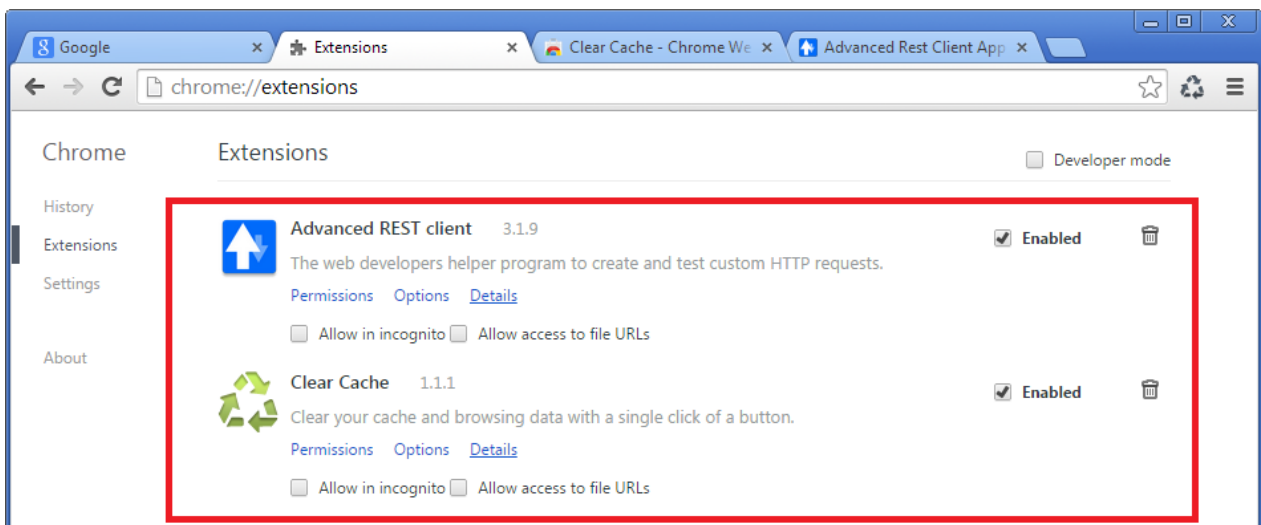 Google
Extensions
Clear Cache - Chrome We
Advanced Rest Client App
chrome://extensions
Chrome
Extensions
Developer mode
History
Extensions
Settings
About
Advanced REST client 3.1.9
Enabled
The web developers helper program to create and test custom HTTP requests.
Permissions Options Details
Allow in incognito Allow access to file URLs
Clear Cache 1.1.1
Enabled
Clear your cache and browsing data with a single click of a button.
Permissions Options Details
Allow in incognito Allow access to file URLs